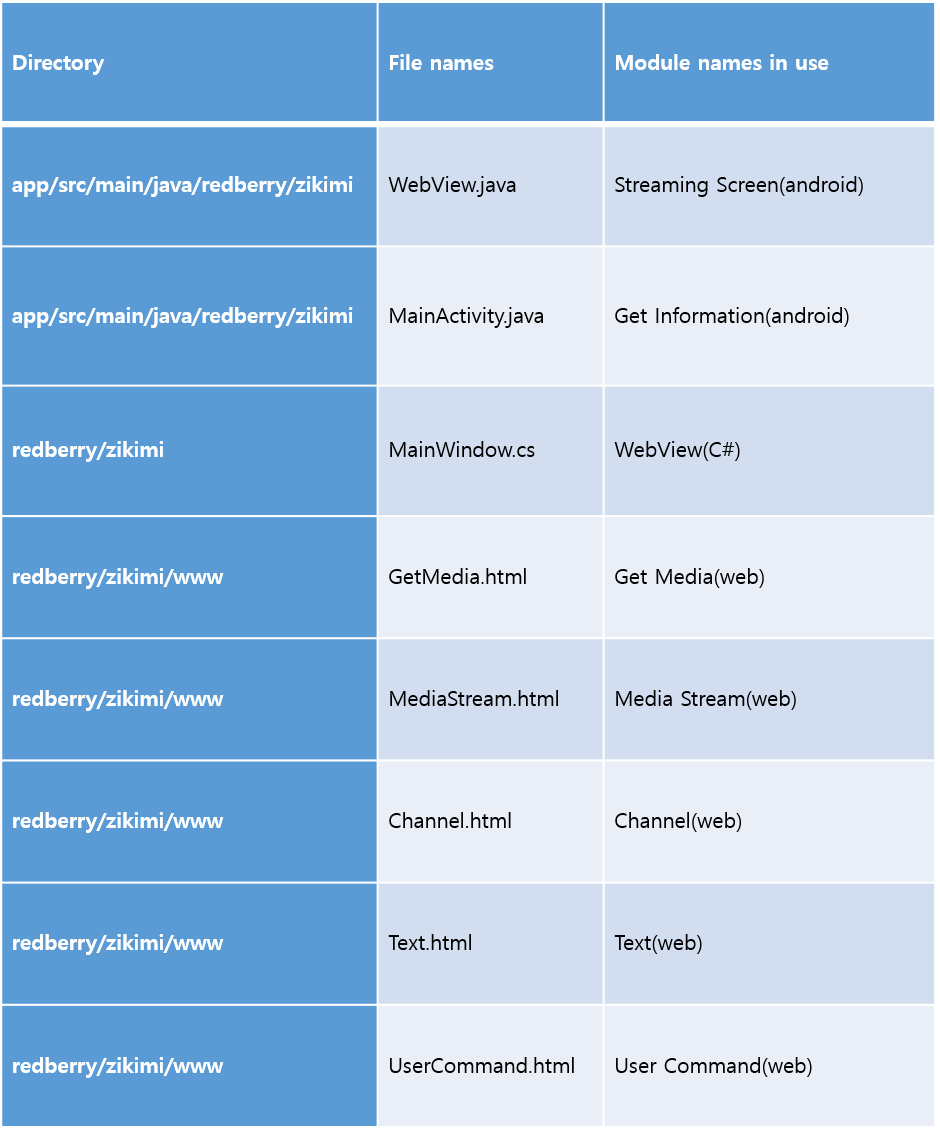 Directory File names Module names in use
app/src/main/java/redberry/zikimi WebView.java Streaming Screen(android)
app/src/main/java/redberry/zikimi MainActivity.java Get Information(android)
redberry/zikimi MainWindow.cs WebView(C#)
redberry/zikimi/www GetMedia.html Get Media(web)
redberry/zikimi/www MediaStream.html Media Stream(web)
redberry/zikimi/www Channel.html Channel(web)
redberry/zikimi/www Text.html Text(web)
redberry/zikimi/www UserCommand.html User Command(web)